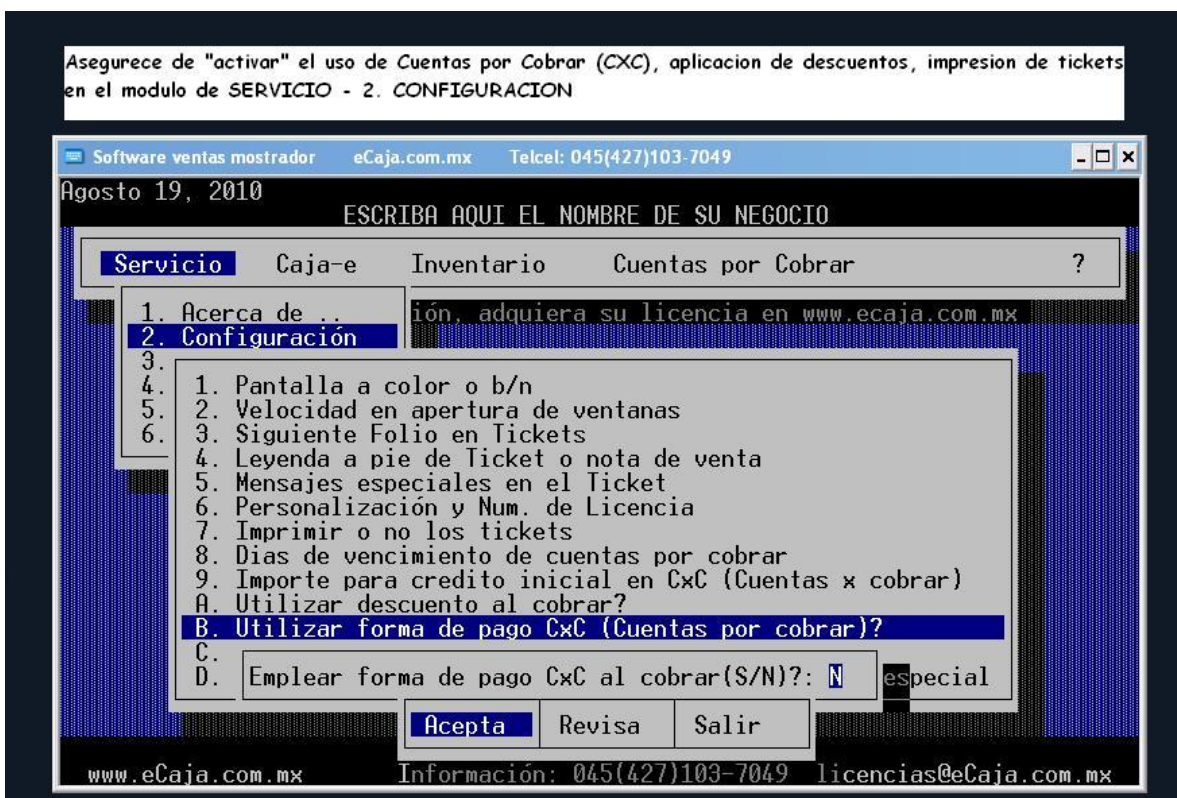 Asegurece de "activar" el uso de Cuentas por Cobrar (CXC), aplicacion de descuentos, impresion de tickets
en el modulo de SERVICIO - 2. CONFIGURACION
Software ventas mostrador eCaja.com.mx Telcel: 045(427)103-7049
Agosto 19, 2010
ESCRIBA AQUI EL NOMBRE DE SU NEGOCIO
Servicio Caja-e Inventario Cuentas por Cobrar ?
1. Acerca de .. ión, adquiera su licencia en www.ecaja.com.mx
2. Configuración
3.
4. 1. Pantalla a color o b/n
5. 2. Velocidad en apertura de ventanas
6. 3. Siguiente Folio en Tickets
4. Leyenda a pie de Ticket o nota de venta
5. Mensajes especiales en el Ticket
6. Personalización y Num. de Licencia
7. Imprimir o no los tickets
8. Dias de vencimiento de cuentas por cobrar
9. Importe para credito inicial en CxC (Cuentas x cobrar)
A. Utilizar descuento al cobrar?
B. Utilizar forma de pago CxC (Cuentas por cobrar)?
C.
D. Emplear forma de pago CxC al cobrar(S/N)?: N especial
Acepta Revisa Salir
www.eCaja.com.mx Información: 045(427)103-7049 licencias@eCaja.com.mx